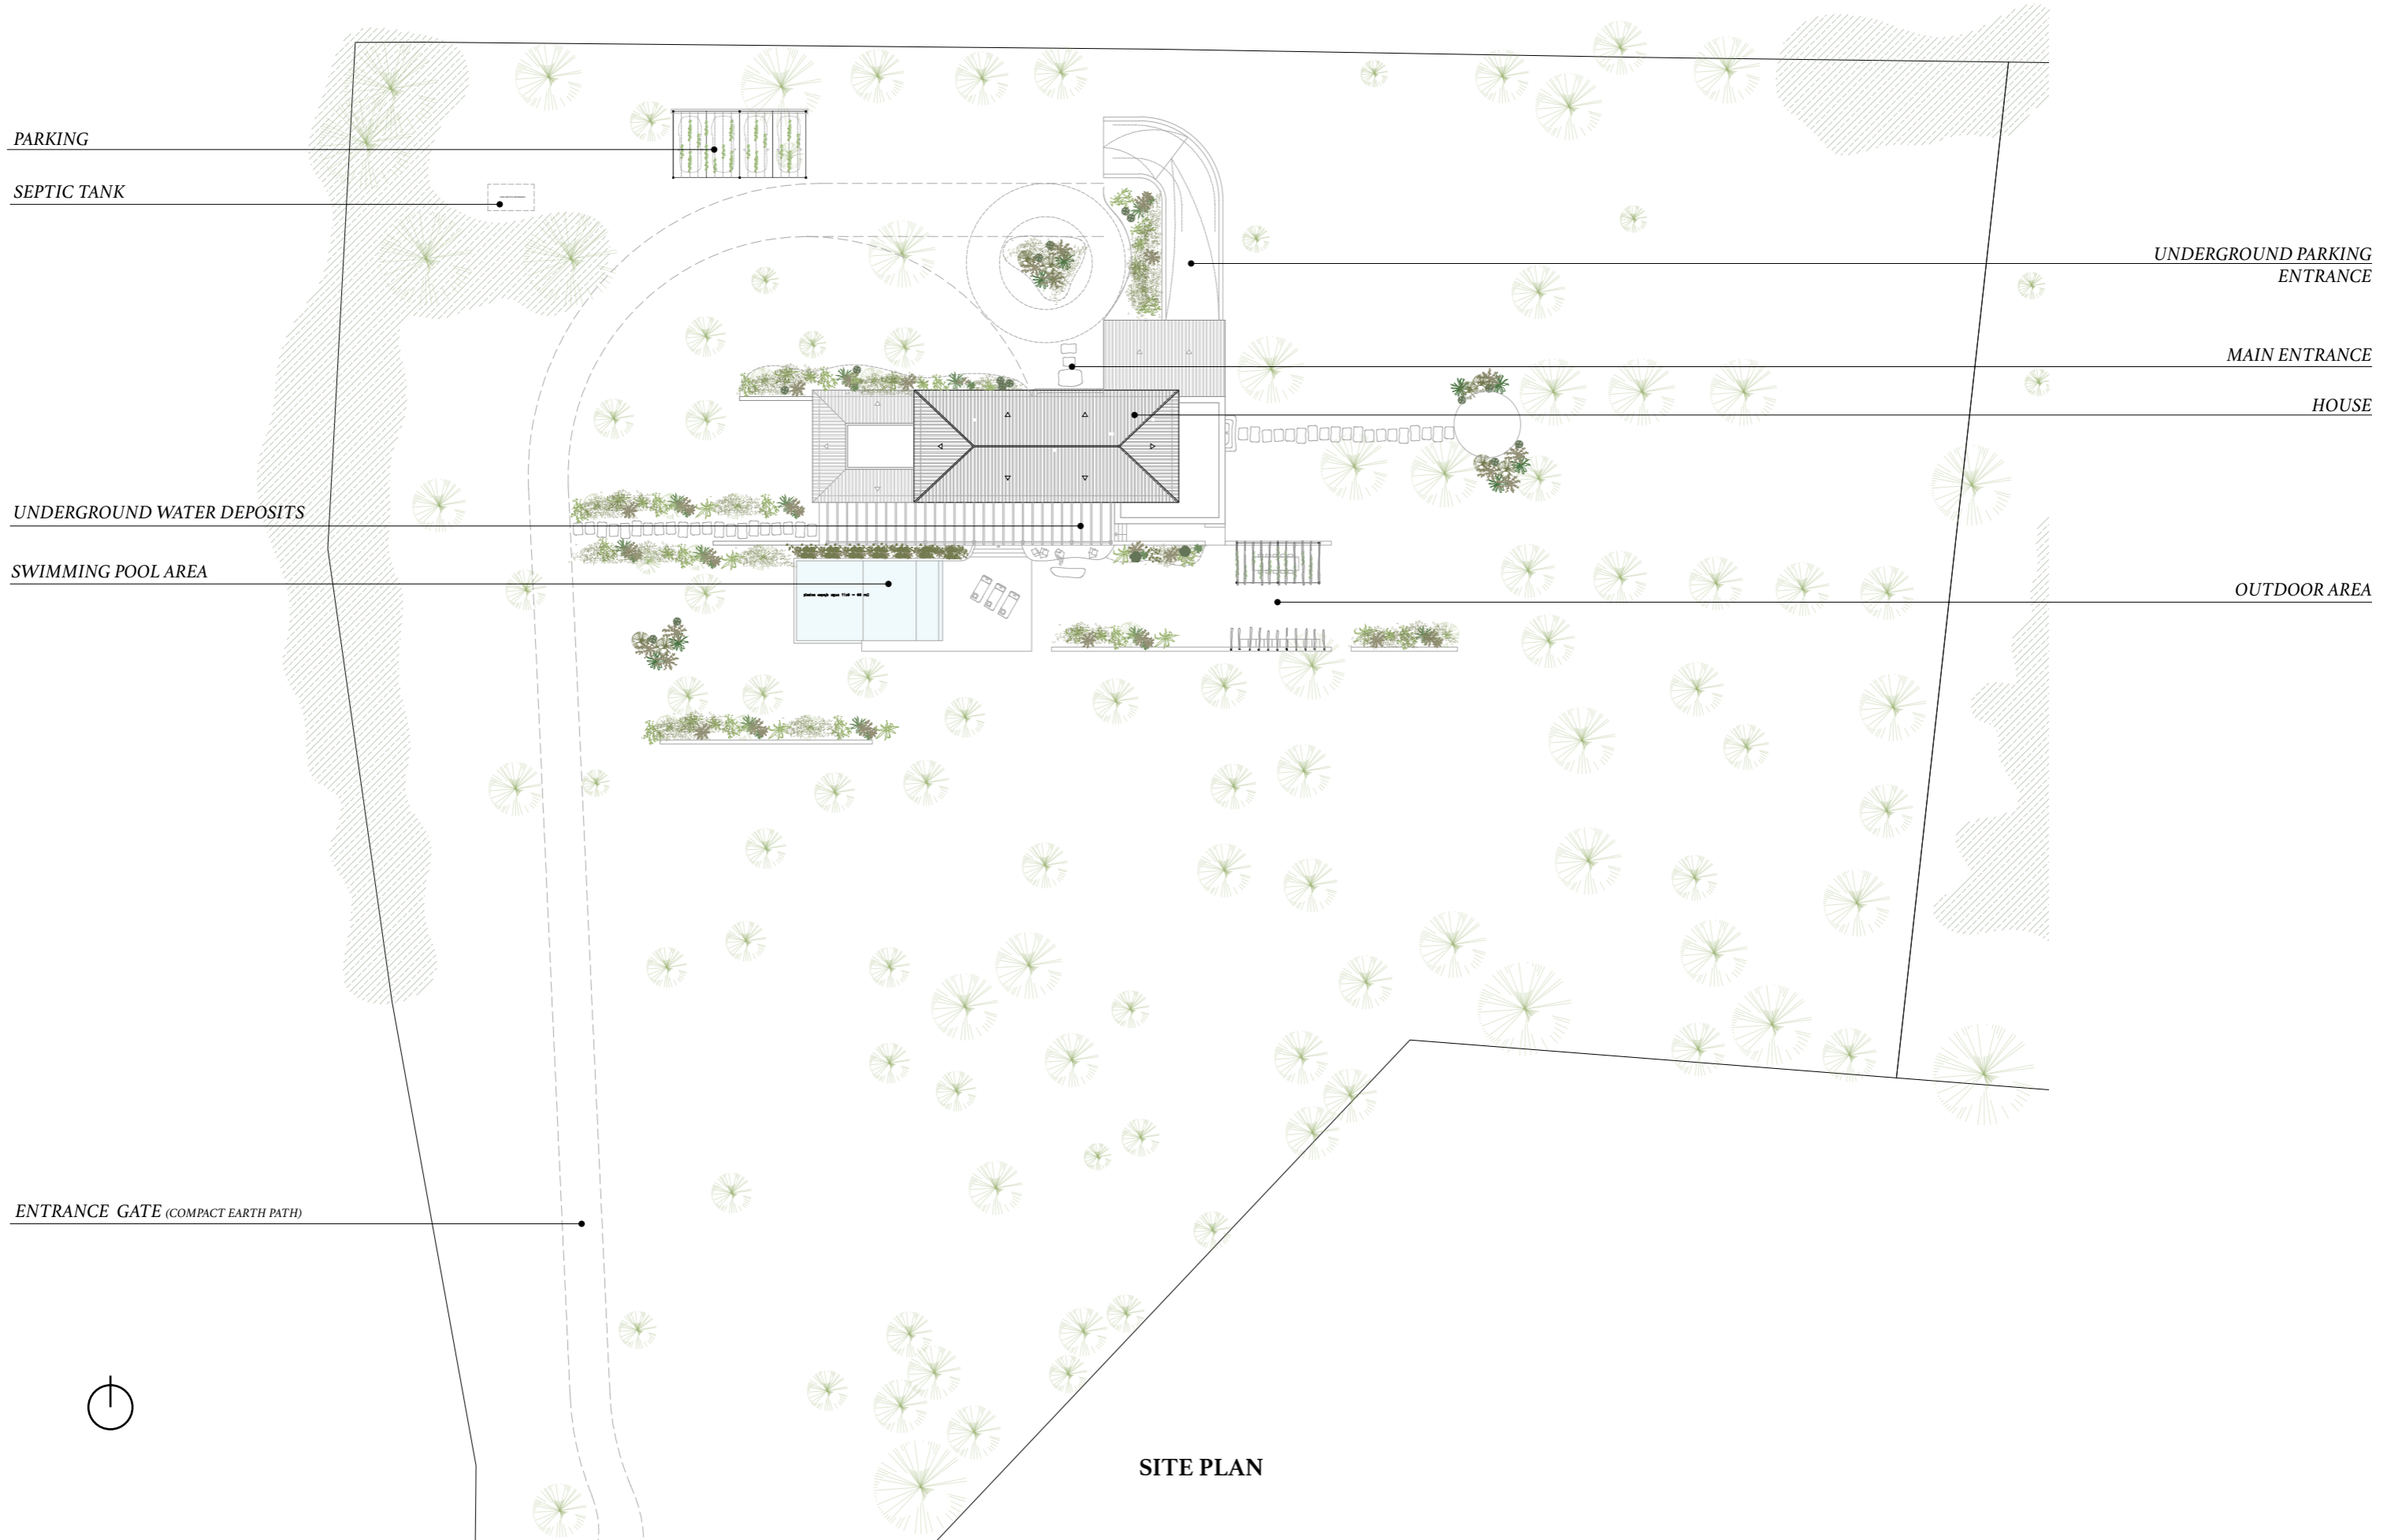 PARKING
SEPTIC TANK
UNDERGROUND PARKING
ENTRANCE
MAIN ENTRANCE
HOUSE
UNDERGROUND WATER DEPOSITS
SWIMMING POOL AREA
OUTDOOR AREA
ENTRANCE GATE (COMPACT EARTH PATH)
SITE PLAN